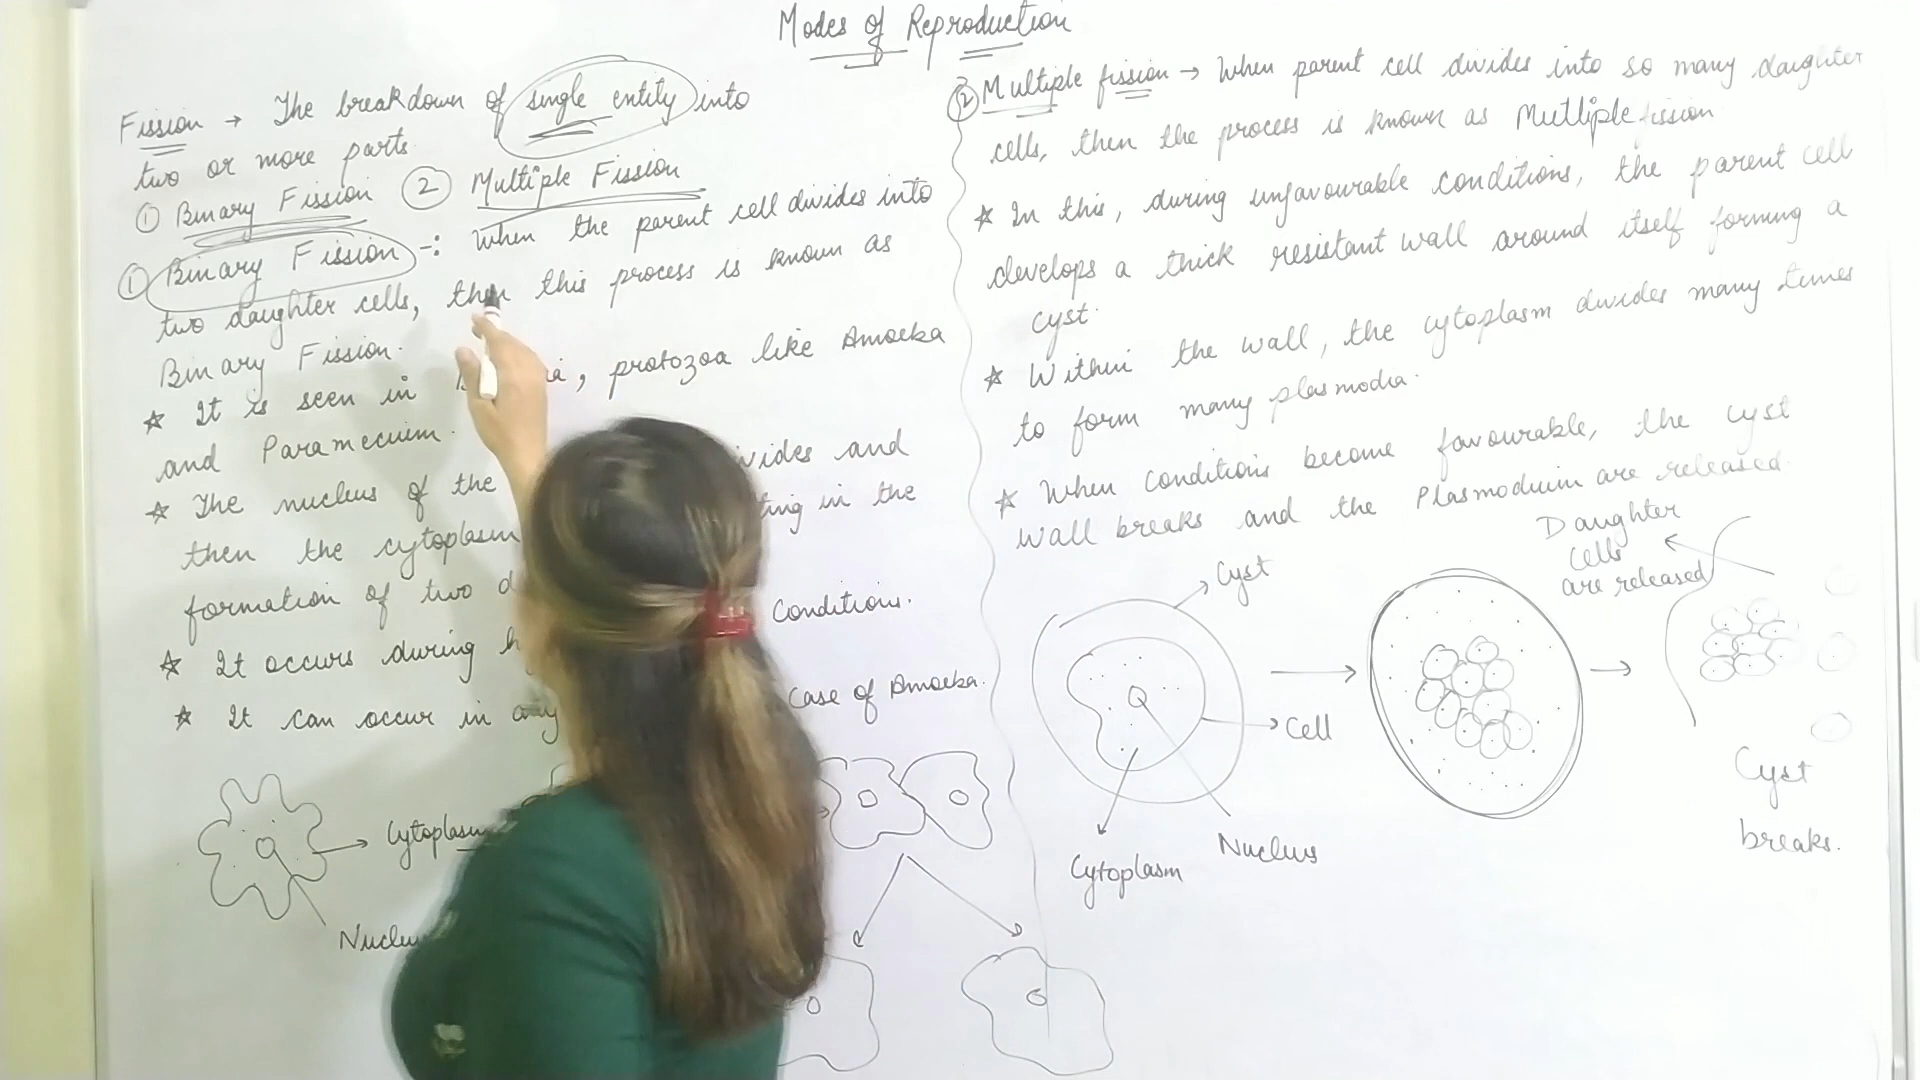 Modes of Reproduction
Fission → The breakdown of single entity into
two or more parts
① Binary Fission ② Multiple Fission
① Binary Fission -: When the parent cell divides into
two daughter cells, then this process is known as
Binary Fission.
☆ It is seen in , protozoa like Amoeba
and Paramecium.
☆ The nucleus of the and
then the cytoplasm in the
formation of two
☆ It occurs during Conditions.
☆ It can occur in any Case of Amoeba.
Cytoplasm
Nucleus
② Multiple fission → When parent cell divides into so many daughter
cells, then the process is known as Multiple fission
☆ In this, during unfavourable conditions, the parent cell
develops a thick resistant wall around itself forming a
cyst.
☆ Within the wall, the cytoplasm divides many times
to form many plasmodia.
☆ When Conditions become favourable, the cyst
wall breaks and the Plasmodium are released.
Cyst
Cell
Nucleus
Cytoplasm
Daughter
cells
are released
Cyst
breaks.